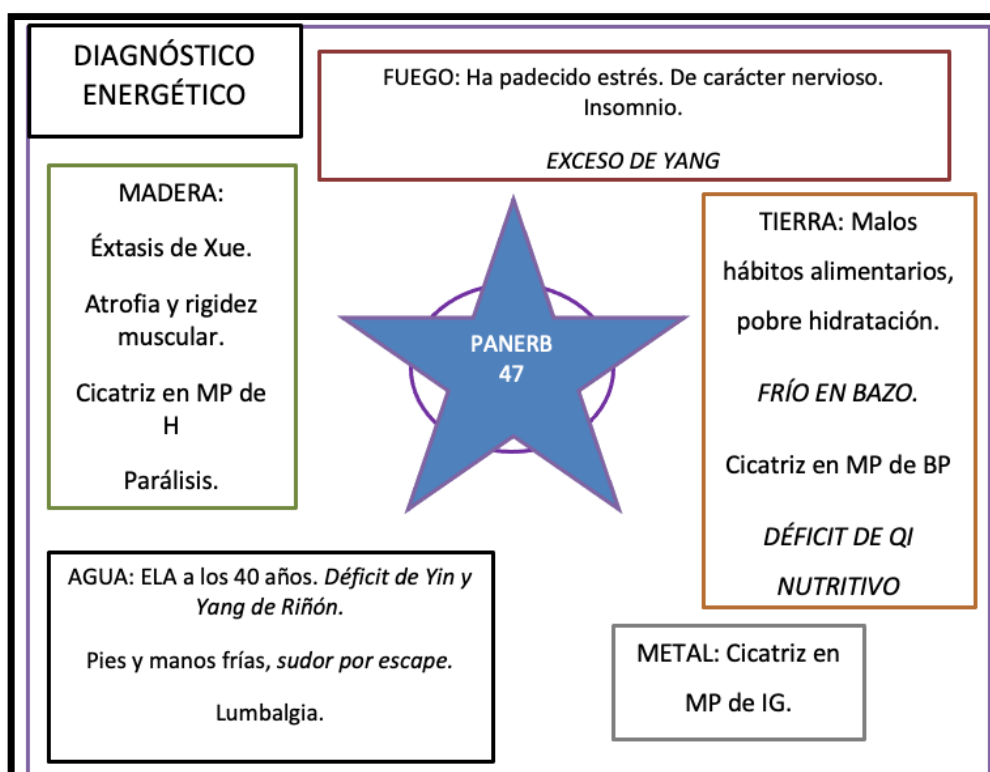 DIAGNÓSTICO
ENERGÉTICO
FUEGO: Ha padecido estrés. De carácter nervioso.
Insomnio.
EXCESO DE YANG
MADERA:
Éxtasis de Xue.
Atrofia y rigidez
muscular.
Cicatriz en MP de
H
Parálisis.
PANERB
47
TIERRA: Malos
hábitos alimentarios,
pobre hidratación.
FRÍO EN BAZO.
Cicatriz en MP de BP
DÉFICIT DE QI
NUTRITIVO
AGUA: ELA a los 40 años. Déficit de Yin y
Yang de Riñón.
Pies y manos frías, sudor por escape.
Lumbalgia.
METAL: Cicatriz en
MP de IG.